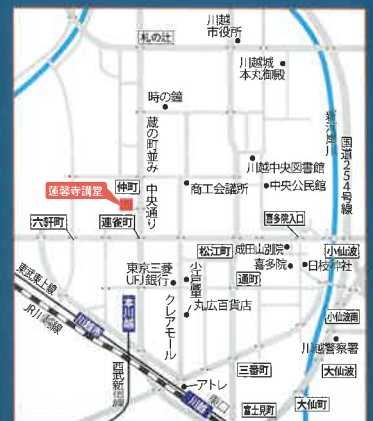 川越
市役所
札の辻
川越城
本丸御殿
時の鐘
蔵の町並み
新河岸川
国道254号線
川越中央図書館
仲町
中央通り
商工会議所
中央公民館
蓮馨寺講堂
六軒町
連雀町
喜多院入口
松江町
成田山別院
小仙波
東京三菱
UFJ銀行
小江戸蔵里
通町
喜多院
日枝神社
東武東上線
JR川越線
川越市
本川越
クレアモール
丸広百貨店
小仙波南
川越警察署
西武新宿線
三番町
大仙波
アトレ
川越
東口
富士見町
大仙町